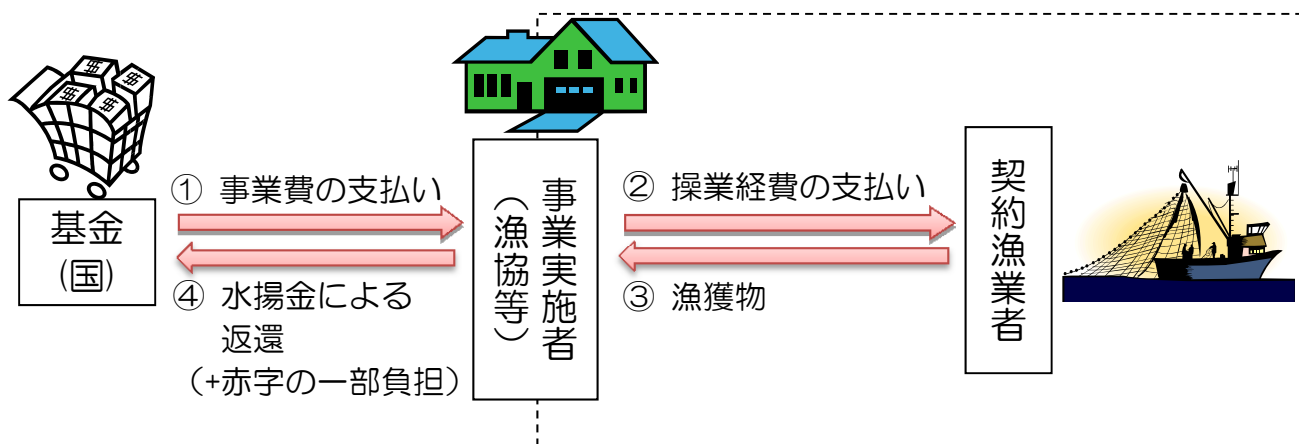 基金
(国)
① 事業費の支払い
④ 水揚金による
返還
（+赤字の一部負担）
事業実施者
（漁協等）
② 操業経費の支払い
③ 漁獲物
契約漁業者
$
$
$
$